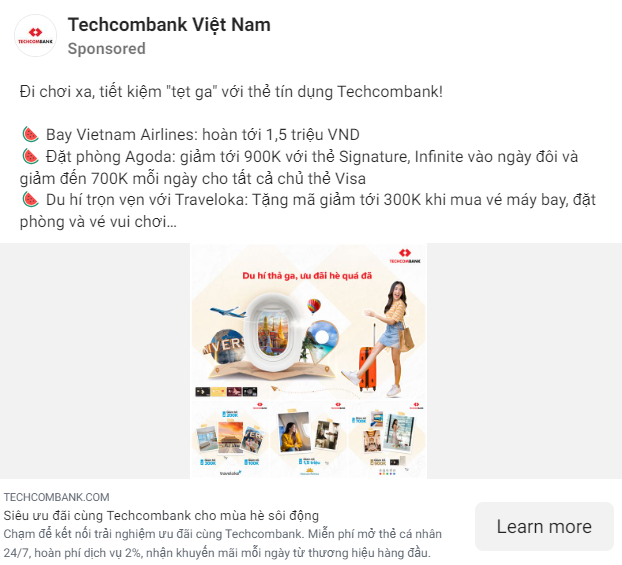 Techcombank Việt Nam
Sponsored
TECHCOMBANK
Đi chơi xa, tiết kiệm "tẹt ga" với thẻ tín dụng Techcombank!
🍉 Bay Vietnam Airlines: hoàn tới 1,5 triệu VND
🍉 Đặt phòng Agoda: giảm tới 900K với thẻ Signature, Infinite vào ngày đôi và
giảm đến 700K mỗi ngày cho tất cả chủ thẻ Visa
🍉 Du hí trọn vẹn với Traveloka: Tặng mã giảm tới 300K khi mua vé máy bay, đặt
phòng và vé vui chơi…
TECHCOMBANK
Du hí thả ga, ưu đãi hè quá đã
traveloka
TECHCOMBANK.COM
Siêu ưu đãi cùng Techcombank cho mùa hè sôi động
Chạm để kết nối trải nghiệm ưu đãi cùng Techcombank. Miễn phí mở thẻ cá nhân
24/7, hoàn phí dịch vụ 2%, nhận khuyến mãi mỗi ngày từ thương hiệu hàng đầu.
Learn more